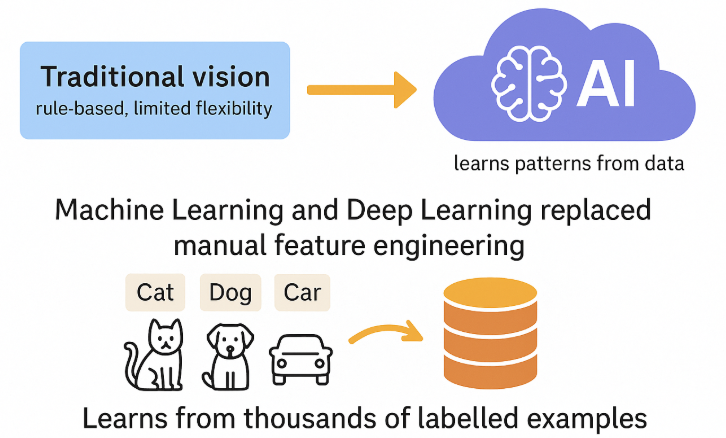 Traditional vision
rule-based, limited flexibility
AI
learns patterns from data
Machine Learning and Deep Learning replaced
manual feature engineering
Cat
Dog
Car
Learns from thousands of labelled examples